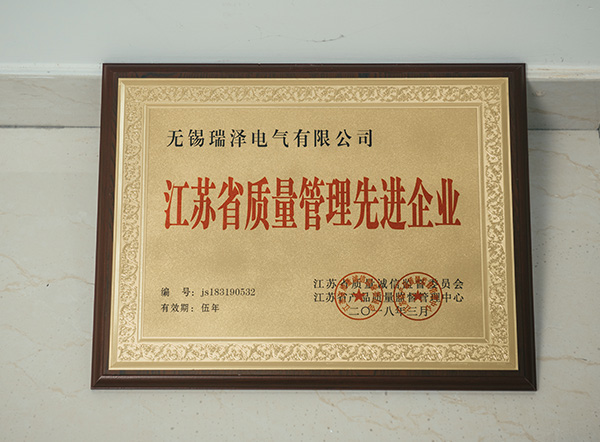 无锡瑞泽电气有限公司
江苏省质量管理先进企业
编 号:js183190532
有效期:伍年
江苏省质量诚信监督委员会
江苏省产品质量监督管理中心
二〇一八年三月